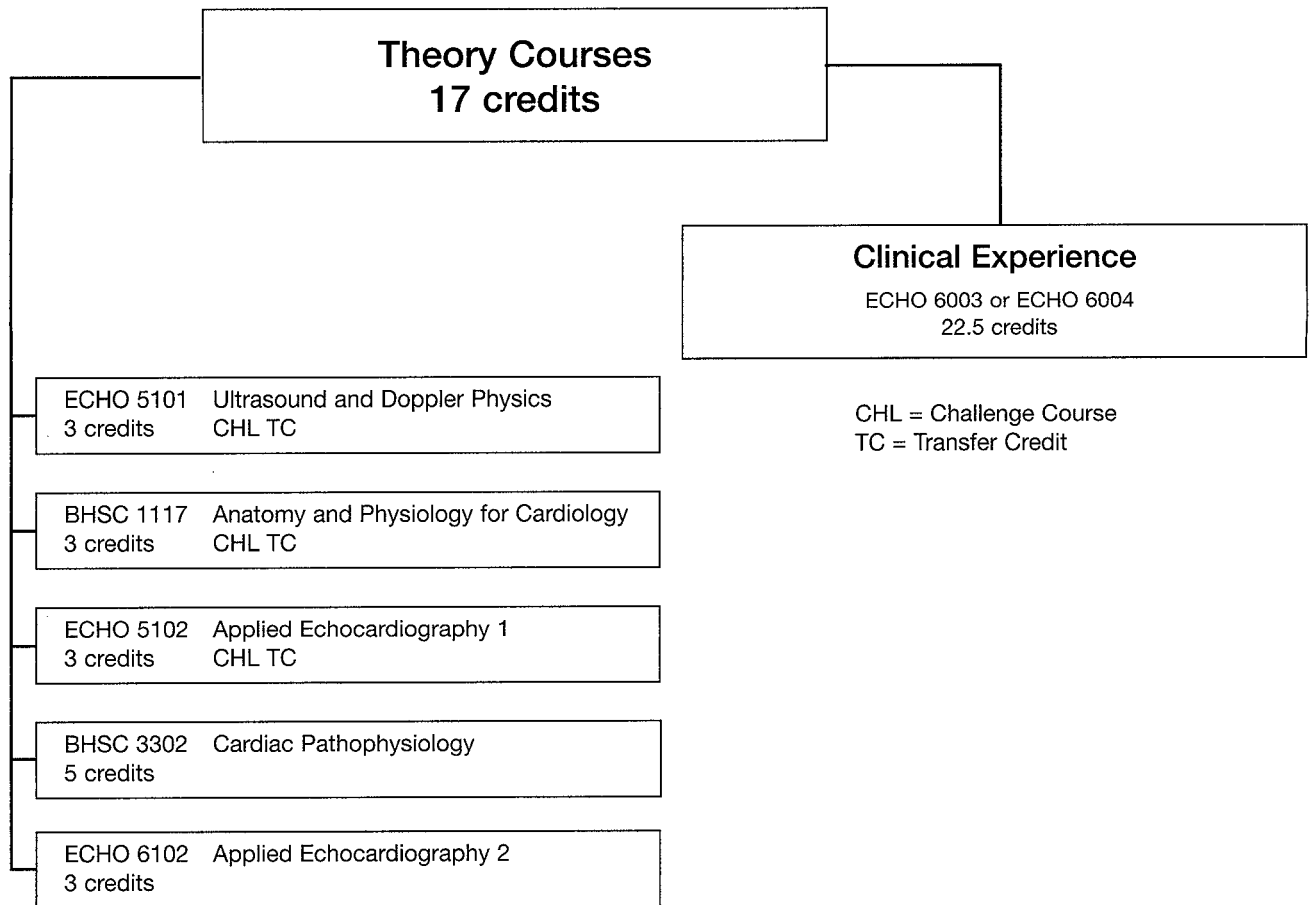 Theory Courses
17 credits
Clinical Experience
ECHO 6003 or ECHO 6004
22.5 credits
ECHO 5101 Ultrasound and Doppler Physics
3 credits CHL TC
CHL = Challenge Course
TC = Transfer Credit
BHSC 1117 Anatomy and Physiology for Cardiology
3 credits CHL TC
ECHO 5102 Applied Echocardiography 1
3 credits CHL TC
BHSC 3302 Cardiac Pathophysiology
5 credits
ECHO 6102 Applied Echocardiography 2
3 credits